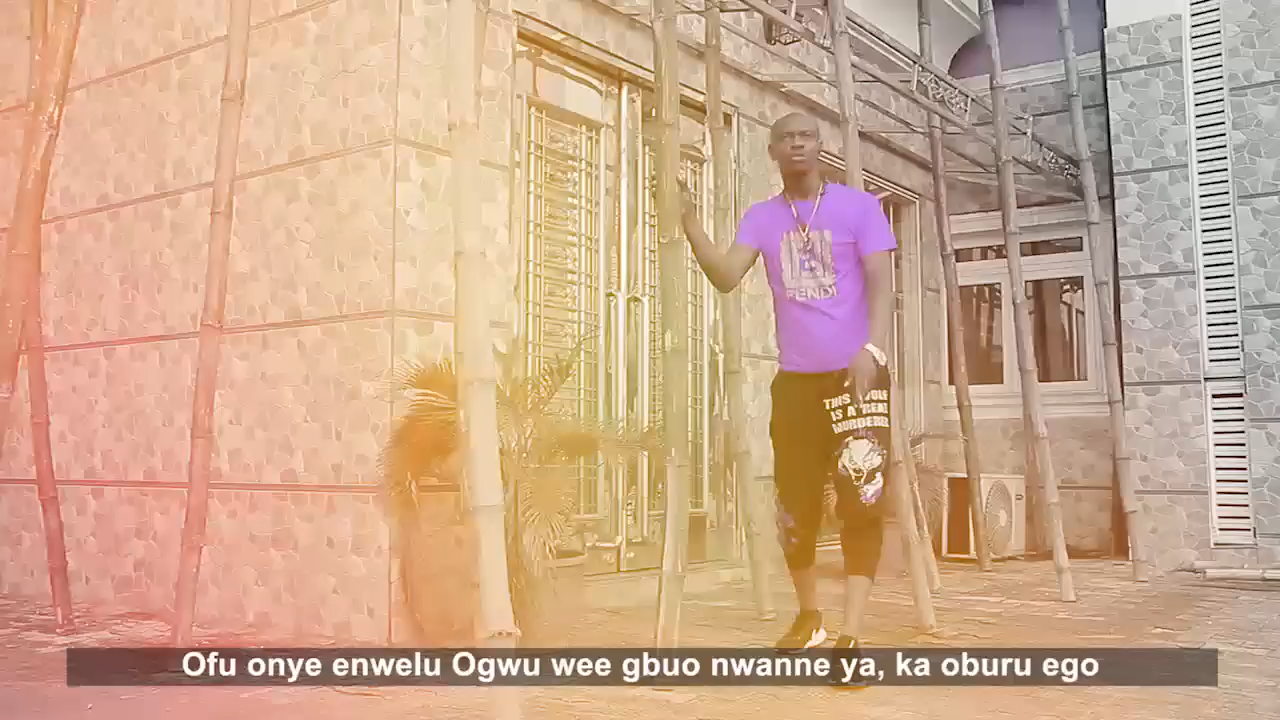 FENDI
THIS
IS A REAL
MURDERER
Ofu onye enwelu Ogwu wee gbuo nwanne ya, ka oburu ego